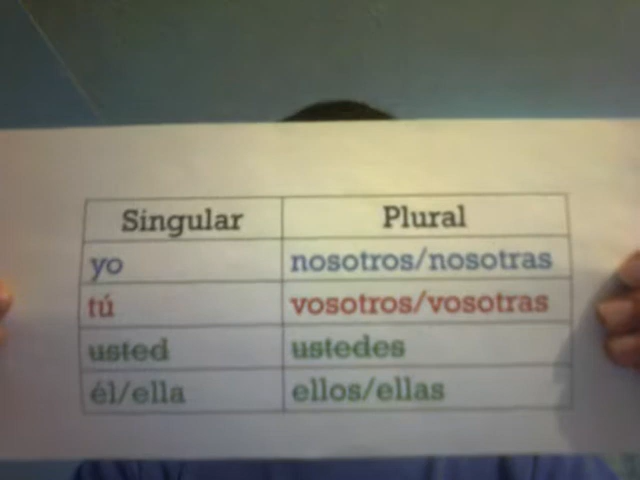 Singular Plural
yo nosotros/nosotras
tú vosotros/vosotras
usted ustedes
él/ella ellos/ellas